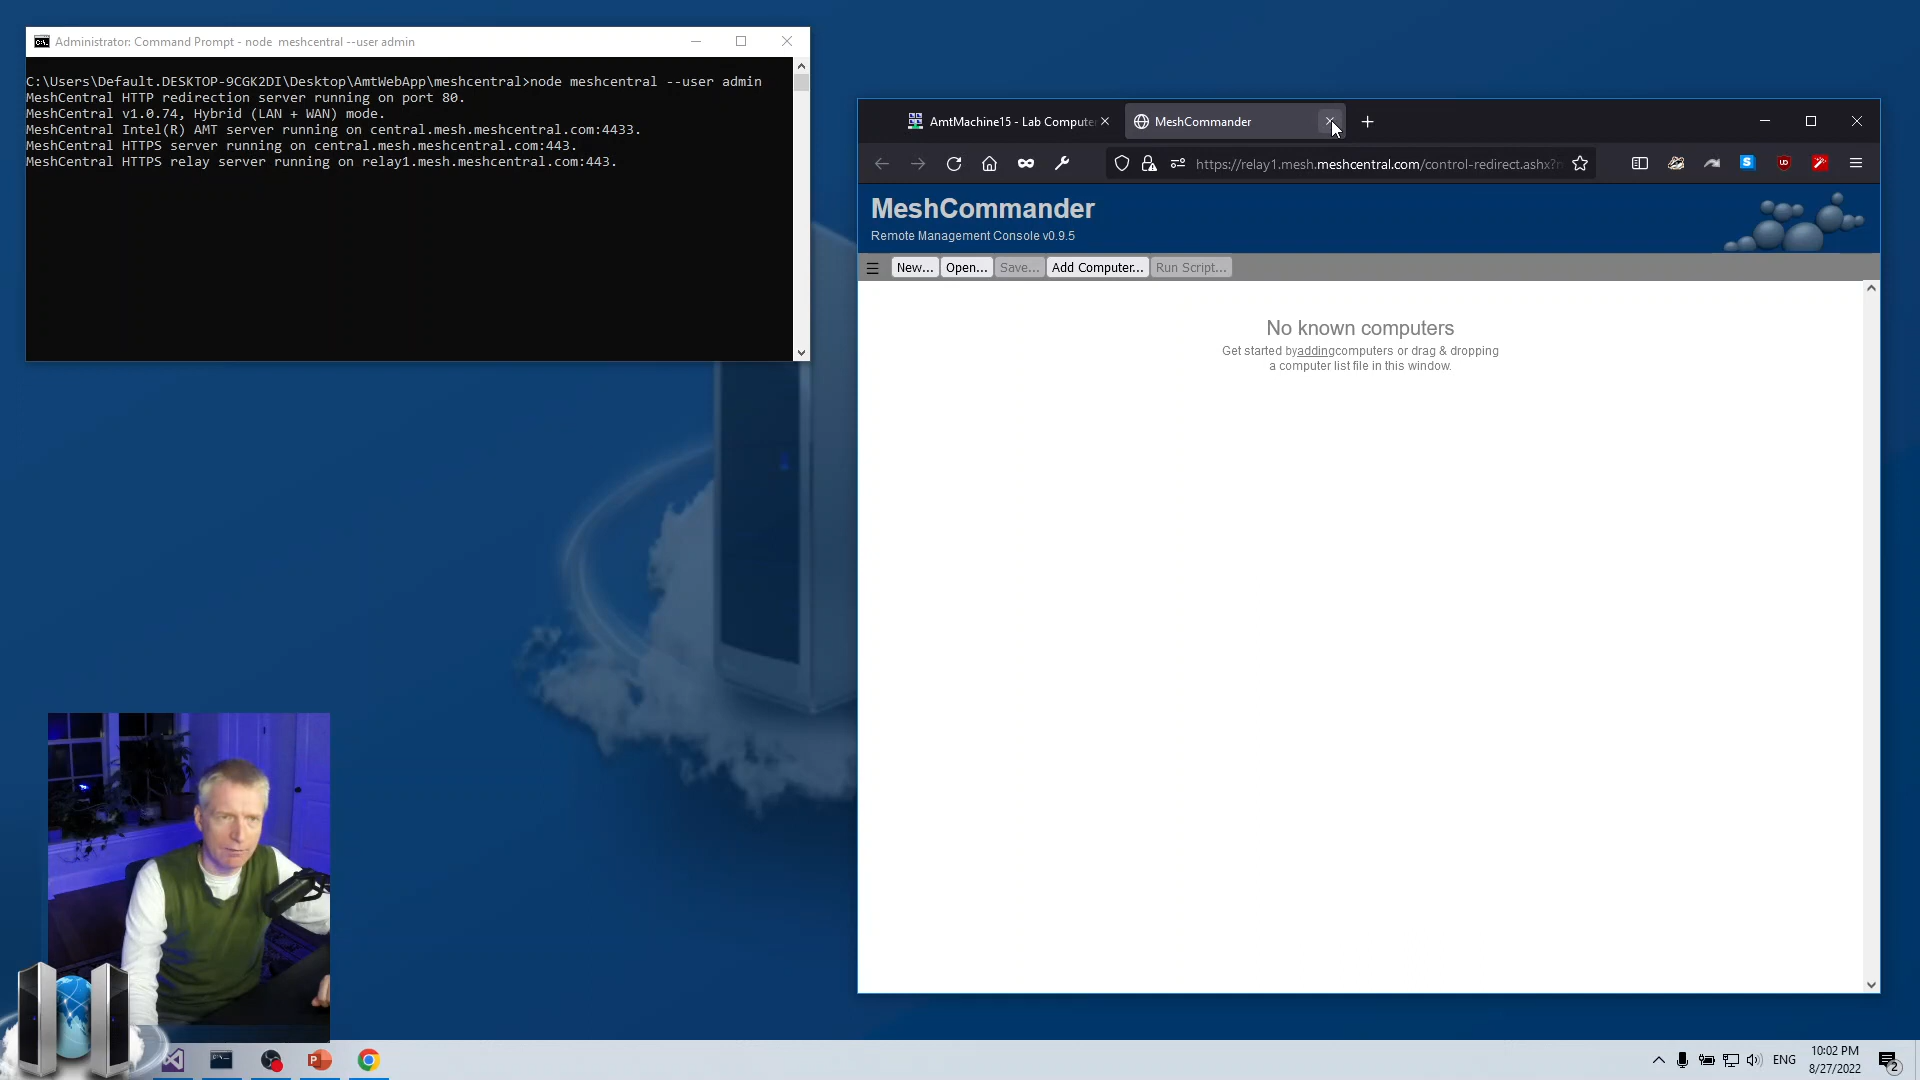 Administrator: Command Prompt - node  meshcentral --user admin
C:\Users\Default.DESKTOP-9CGK2DI\Desktop\AmtWebApp\meshcentral>node meshcentral --user admin
MeshCentral HTTP redirection server running on port 80.
MeshCentral v1.0.74, Hybrid (LAN + WAN) mode.
MeshCentral Intel(R) AMT server running on central.mesh.meshcentral.com:4433.
MeshCentral HTTPS server running on central.mesh.meshcentral.com:443.
MeshCentral HTTPS relay server running on relay1.mesh.meshcentral.com:443.
AmtMachine15 - Lab Compute
MeshCommander
https://relay1.mesh.meshcentral.com/control-redirect.ashx?
MeshCommander
Remote Management Console v0.9.5
New... Open... Save... Add Computer... Run Script...
No known computers
Get started byaddingcomputers or drag & dropping
a computer list file in this window.
ENG
10:02 PM
8/27/2022
2